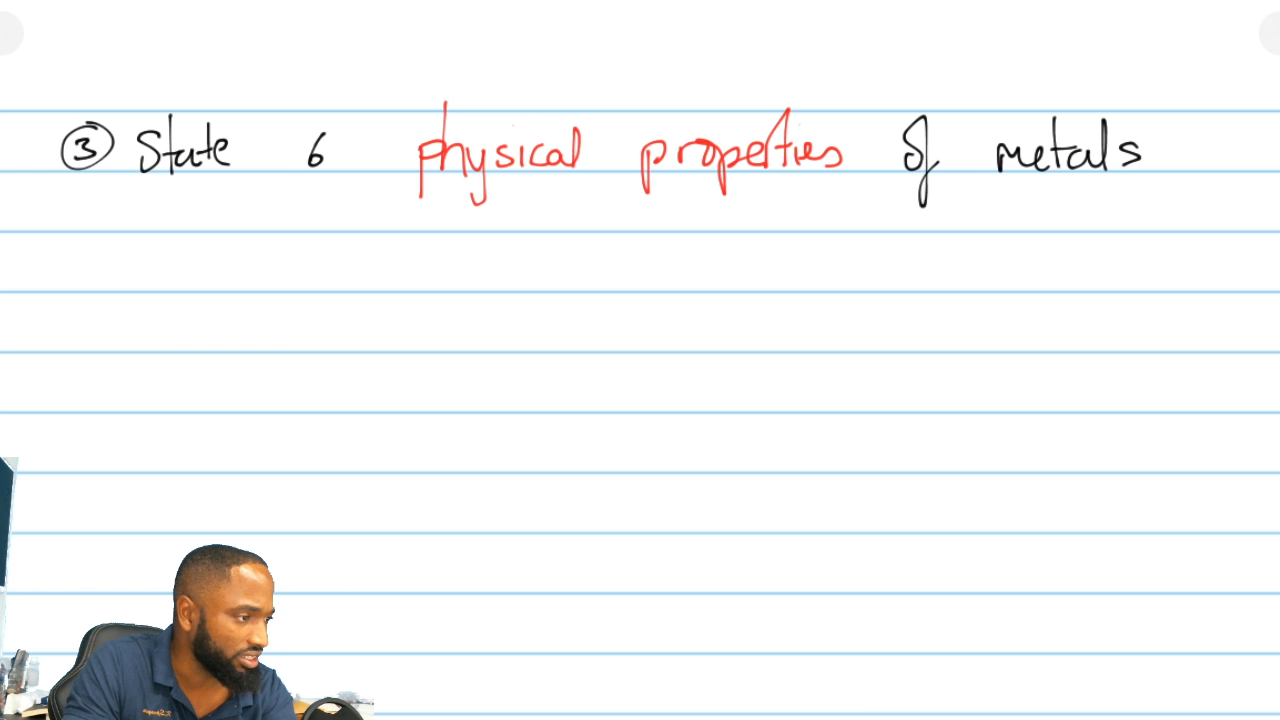 ③ State 6 physical properties of metals